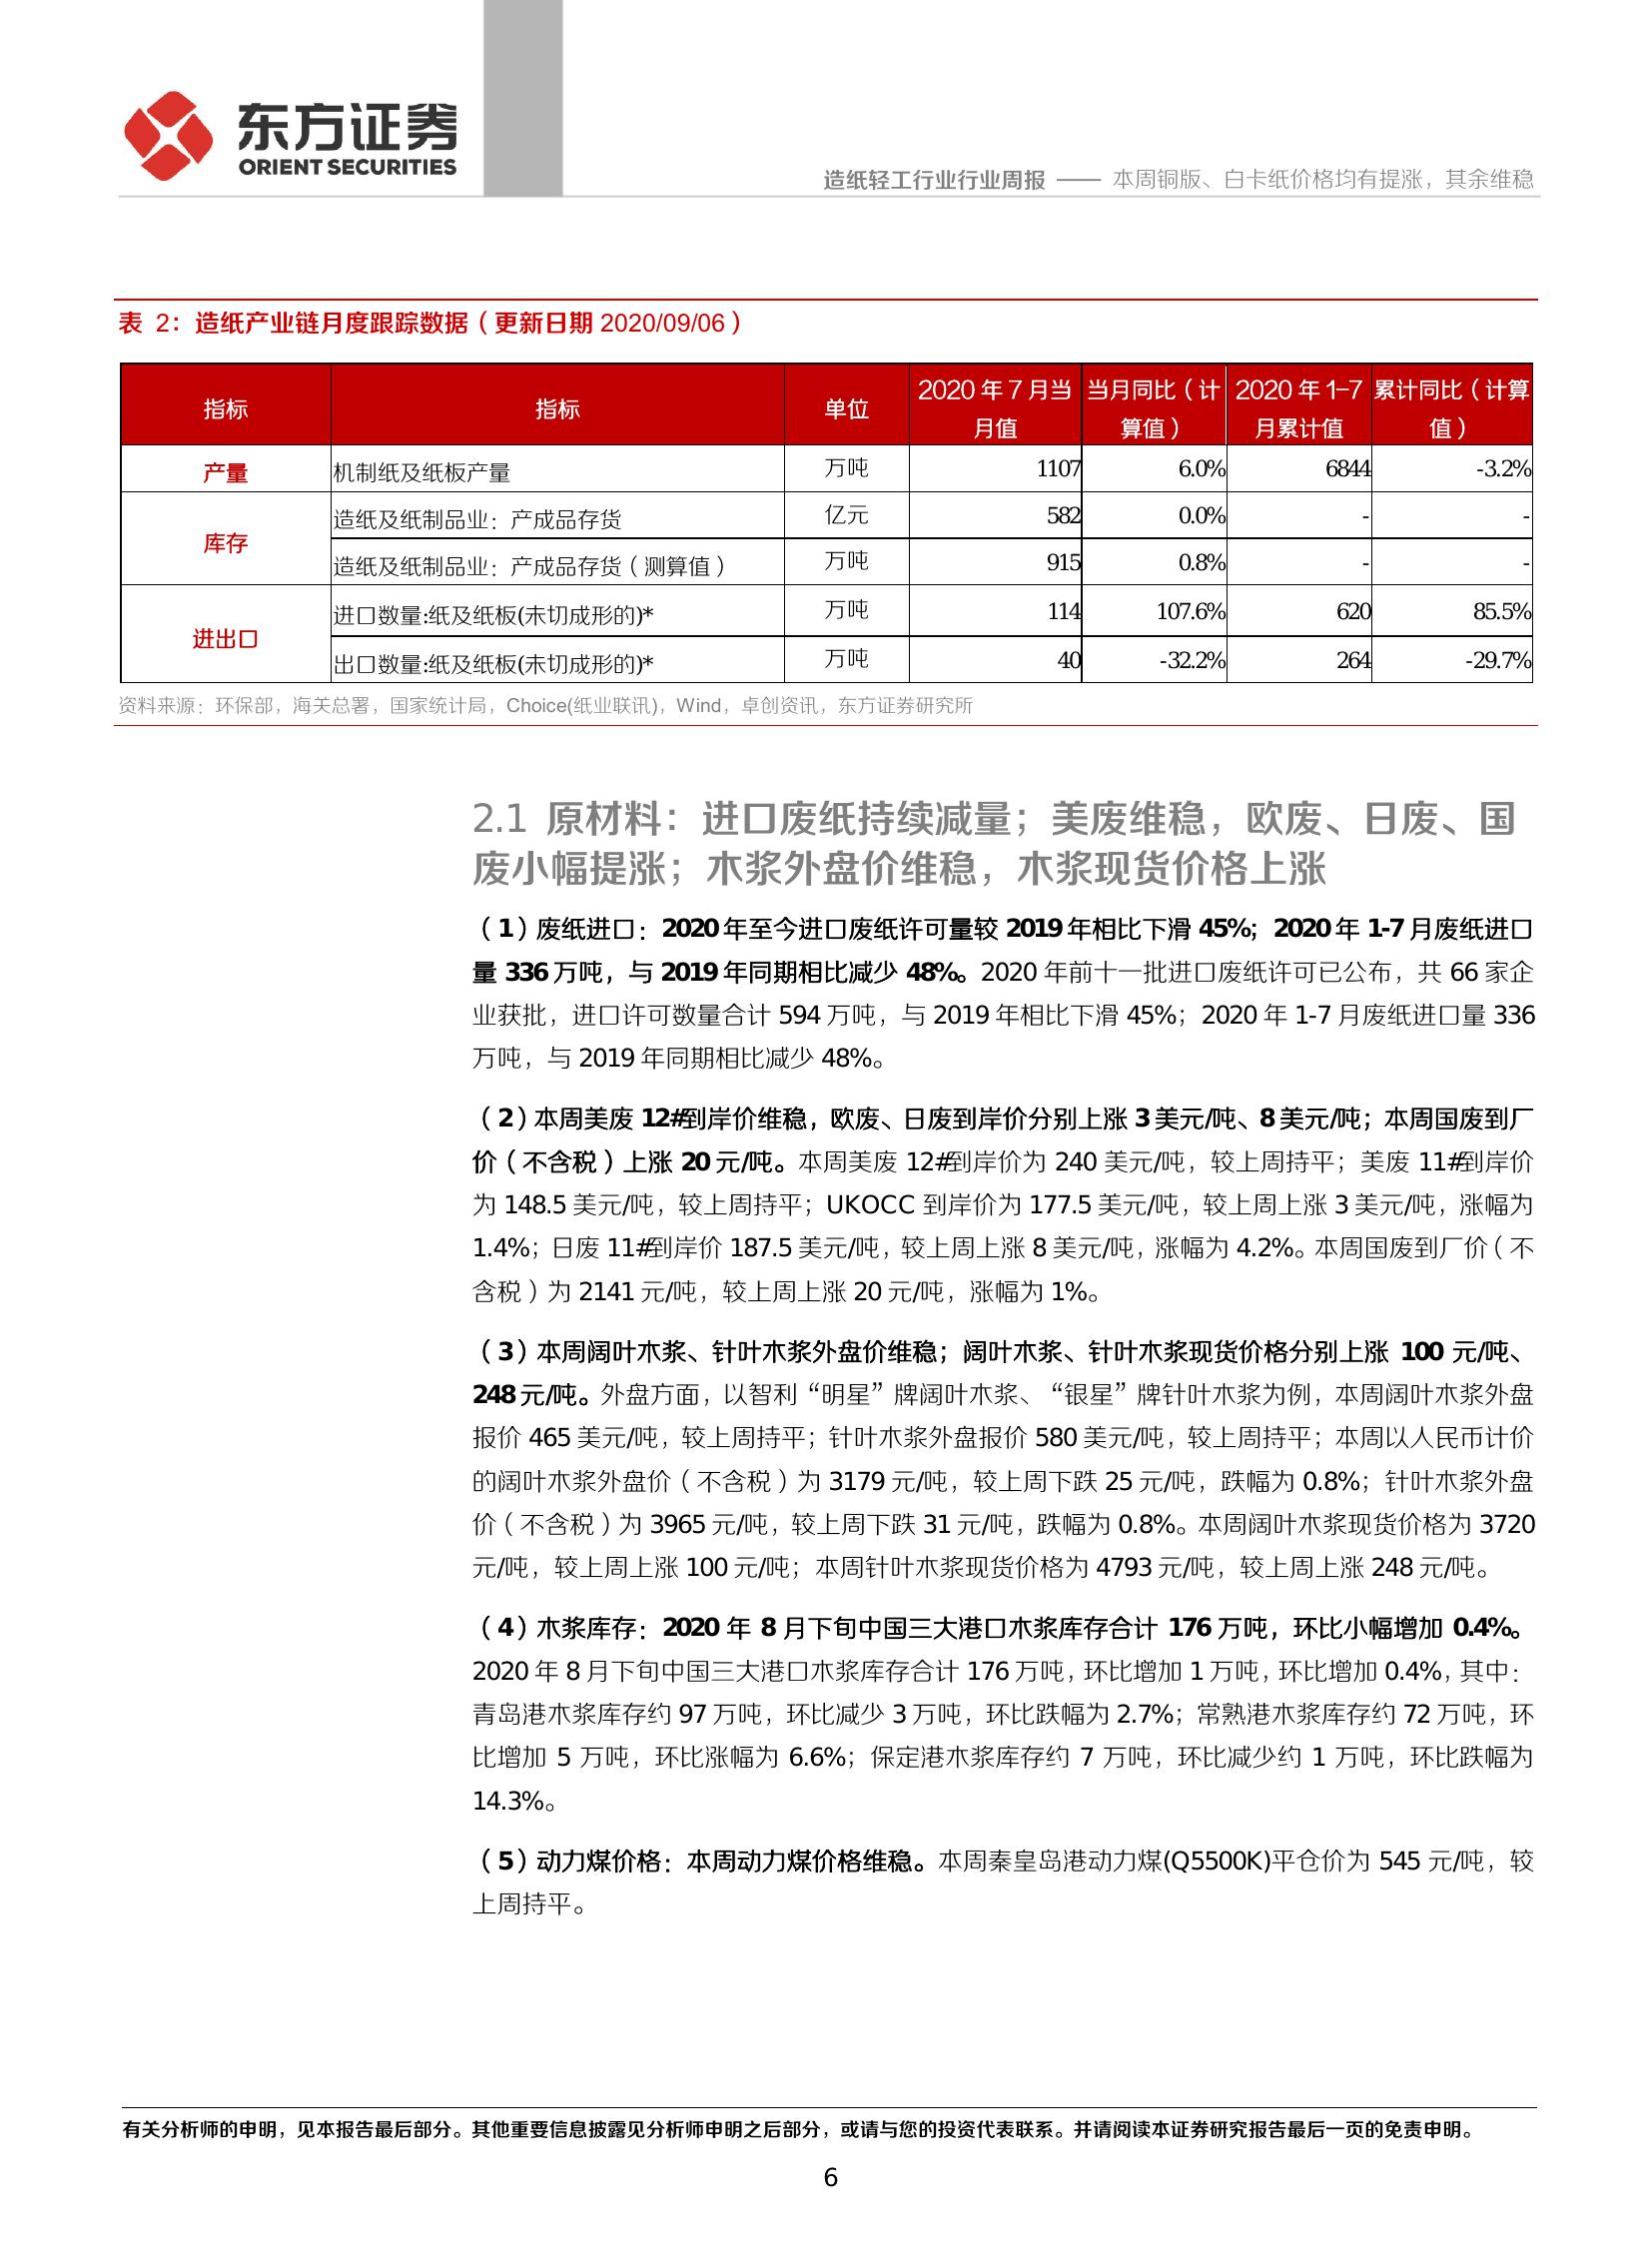 东方证券
ORIENT SECURITIES
造纸轻工行业行业周报 —— 本周铜版、白卡纸价格均有提涨，其余维稳
表 2：造纸产业链月度跟踪数据（更新日期 2020/09/06）
指标 指标 单位 2020 年 7 月当月值 当月同比（计算值） 2020 年 1-7 月累计值 累计同比（计算值）
产量 机制纸及纸板产量 万吨 1107 6.0% 6844 -3.2%
库存 造纸及纸制品业：产成品存货 亿元 582 0.0% - -
造纸及纸制品业：产成品存货（测算值） 万吨 915 0.8% - -
进出口 进口数量:纸及纸板(未切成形的)* 万吨 114 107.6% 620 85.5%
出口数量:纸及纸板(未切成形的)* 万吨 40 -32.2% 264 -29.7%
资料来源：环保部，海关总署，国家统计局，Choice(纸业联讯)，Wind，卓创资讯，东方证券研究所
2.1 原材料：进口废纸持续减量；美废维稳，欧废、日废、国
废小幅提涨；木浆外盘价维稳，木浆现货价格上涨
（1）废纸进口：2020 年至今进口废纸许可量较 2019 年相比下滑 45%；2020 年 1-7 月废纸进口
量 336 万吨，与 2019 年同期相比减少 48%。2020 年前十一批进口废纸许可已公布，共 66 家企
业获批，进口许可数量合计 594 万吨，与 2019 年相比下滑 45%；2020 年 1-7 月废纸进口量 336
万吨，与 2019 年同期相比减少 48%。
（2）本周美废 12#到岸价维稳，欧废、日废到岸价分别上涨 3 美元/吨、8 美元/吨；本周国废到厂
价（不含税）上涨 20 元/吨。本周美废 12#到岸价为 240 美元/吨，较上周持平；美废 11#到岸价
为 148.5 美元/吨，较上周持平；UKOCC 到岸价为 177.5 美元/吨，较上周上涨 3 美元/吨，涨幅为
1.4%；日废 11#到岸价 187.5 美元/吨，较上周上涨 8 美元/吨，涨幅为 4.2%。本周国废到厂价（不
含税）为 2141 元/吨，较上周上涨 20 元/吨，涨幅为 1%。
（3）本周阔叶木浆、针叶木浆外盘价维稳；阔叶木浆、针叶木浆现货价格分别上涨 100 元/吨、
248 元/吨。外盘方面，以智利“明星”牌阔叶木浆、“银星”牌针叶木浆为例，本周阔叶木浆外盘
报价 465 美元/吨，较上周持平；针叶木浆外盘报价 580 美元/吨，较上周持平；本周以人民币计价
的阔叶木浆外盘价（不含税）为 3179 元/吨，较上周下跌 25 元/吨，跌幅为 0.8%；针叶木浆外盘
价（不含税）为 3965 元/吨，较上周下跌 31 元/吨，跌幅为 0.8%。本周阔叶木浆现货价格为 3720
元/吨，较上周上涨 100 元/吨；本周针叶木浆现货价格为 4793 元/吨，较上周上涨 248 元/吨。
（4）木浆库存：2020 年 8 月下旬中国三大港口木浆库存合计 176 万吨，环比小幅增加 0.4%。
2020 年 8 月下旬中国三大港口木浆库存合计 176 万吨，环比增加 1 万吨，环比增加 0.4%，其中：
青岛港木浆库存约 97 万吨，环比减少 3 万吨，环比跌幅为 2.7%；常熟港木浆库存约 72 万吨，环
比增加 5 万吨，环比涨幅为 6.6%；保定港木浆库存约 7 万吨，环比减少约 1 万吨，环比跌幅为
14.3%。
（5）动力煤价格：本周动力煤价格维稳。本周秦皇岛港动力煤(Q5500K)平仓价为 545 元/吨，较
上周持平。
有关分析师的申明，见本报告最后部分。其他重要信息披露见分析师申明之后部分，或请与您的投资代表联系。并请阅读本证券研究报告最后一页的免责申明。
6